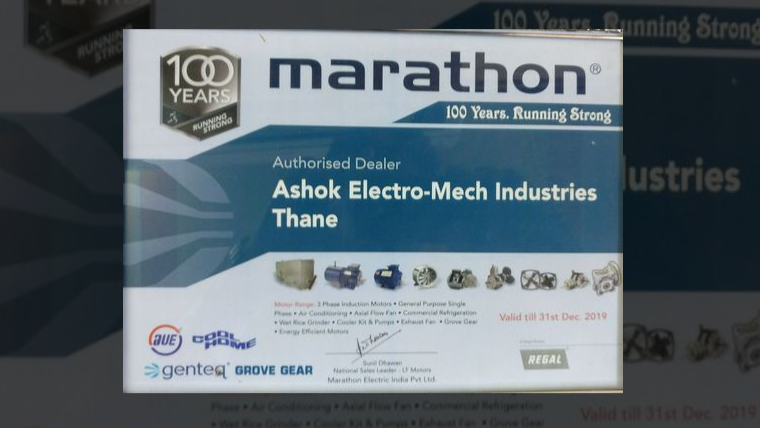 100
YEARS
RUNNING
STRONG
marathon®
100 Years. Running Strong
Authorised Dealer
Ashok Electro-Mech Industries
Thane
Motor Range: 3 Phase Induction Motors • General Purpose Single
Phase • Air Conditioning • Axial Flow Fan • Commercial Refrigeration
• Wet Rice Grinder • Cooler Kit & Pumps • Exhaust Fan • Grove Gear
• Energy Efficient Motors
Valid till 31st Dec. 2019
DUE
COOL
HOME
genteq
GROVE GEAR
Sunil Dhawan
National Sales Leader - LT Motors
Marathon Electric India Pvt Ltd.
REGAL